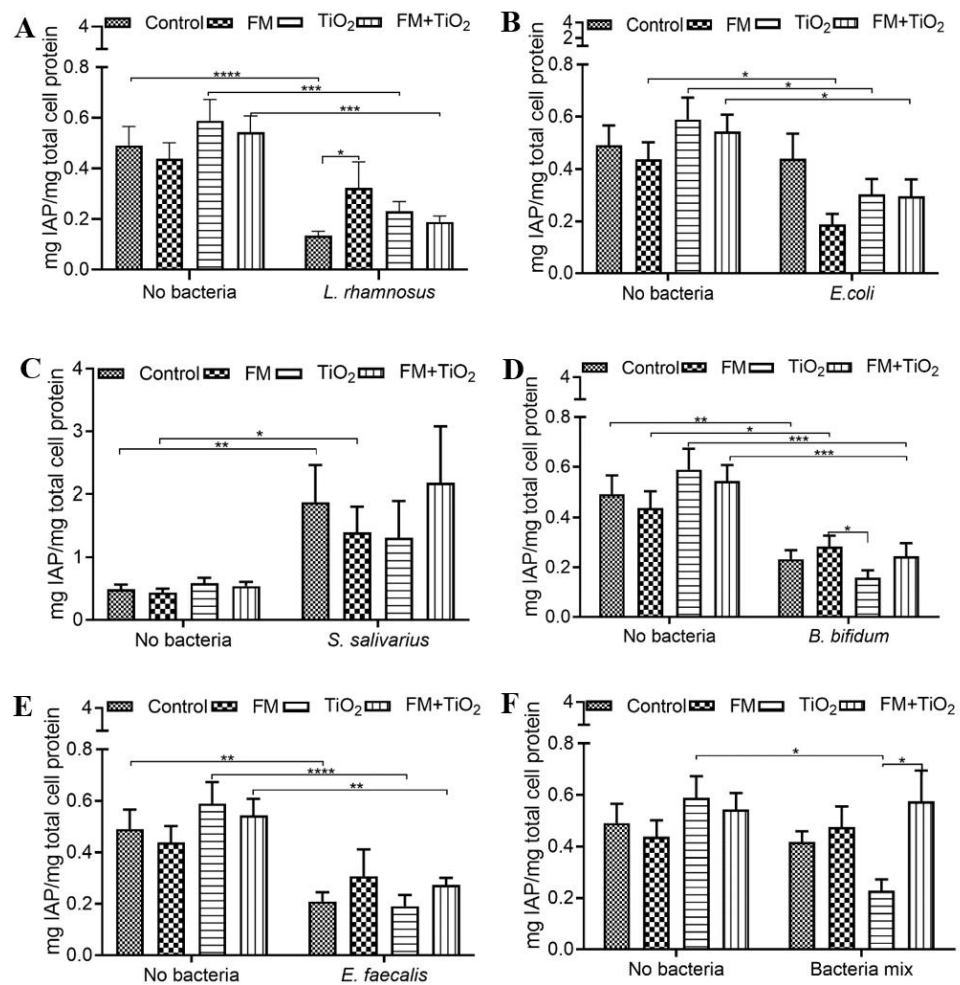 A
Control FM TiO2 FM+TiO2
mg IAP/mg total cell protein
4
0.8
0.6
0.4
0.2
0.0
**** *** *** *
No bacteria L. rhamnosus
B
Control FM TiO2 FM+TiO2
mg IAP/mg total cell protein
4
2
0.8
0.6
0.4
0.2
0.0
* * *
No bacteria E.coli
C
Control FM TiO2 FM+TiO2
mg IAP/mg total cell protein
4
3
2
1
0
* **
No bacteria S. salivarius
D
Control FM TiO2 FM+TiO2
mg IAP/mg total cell protein
4
0.8
0.6
0.4
0.2
0.0
** * *** *** *
No bacteria B. bifidum
E
Control FM TiO2 FM+TiO2
mg IAP/mg total cell protein
4
0.8
0.6
0.4
0.2
0.0
** **** **
No bacteria E. faecalis
F
Control FM TiO2 FM+TiO2
mg IAP/mg total cell protein
4
0.8
0.6
0.4
0.2
0.0
* *
No bacteria Bacteria mix